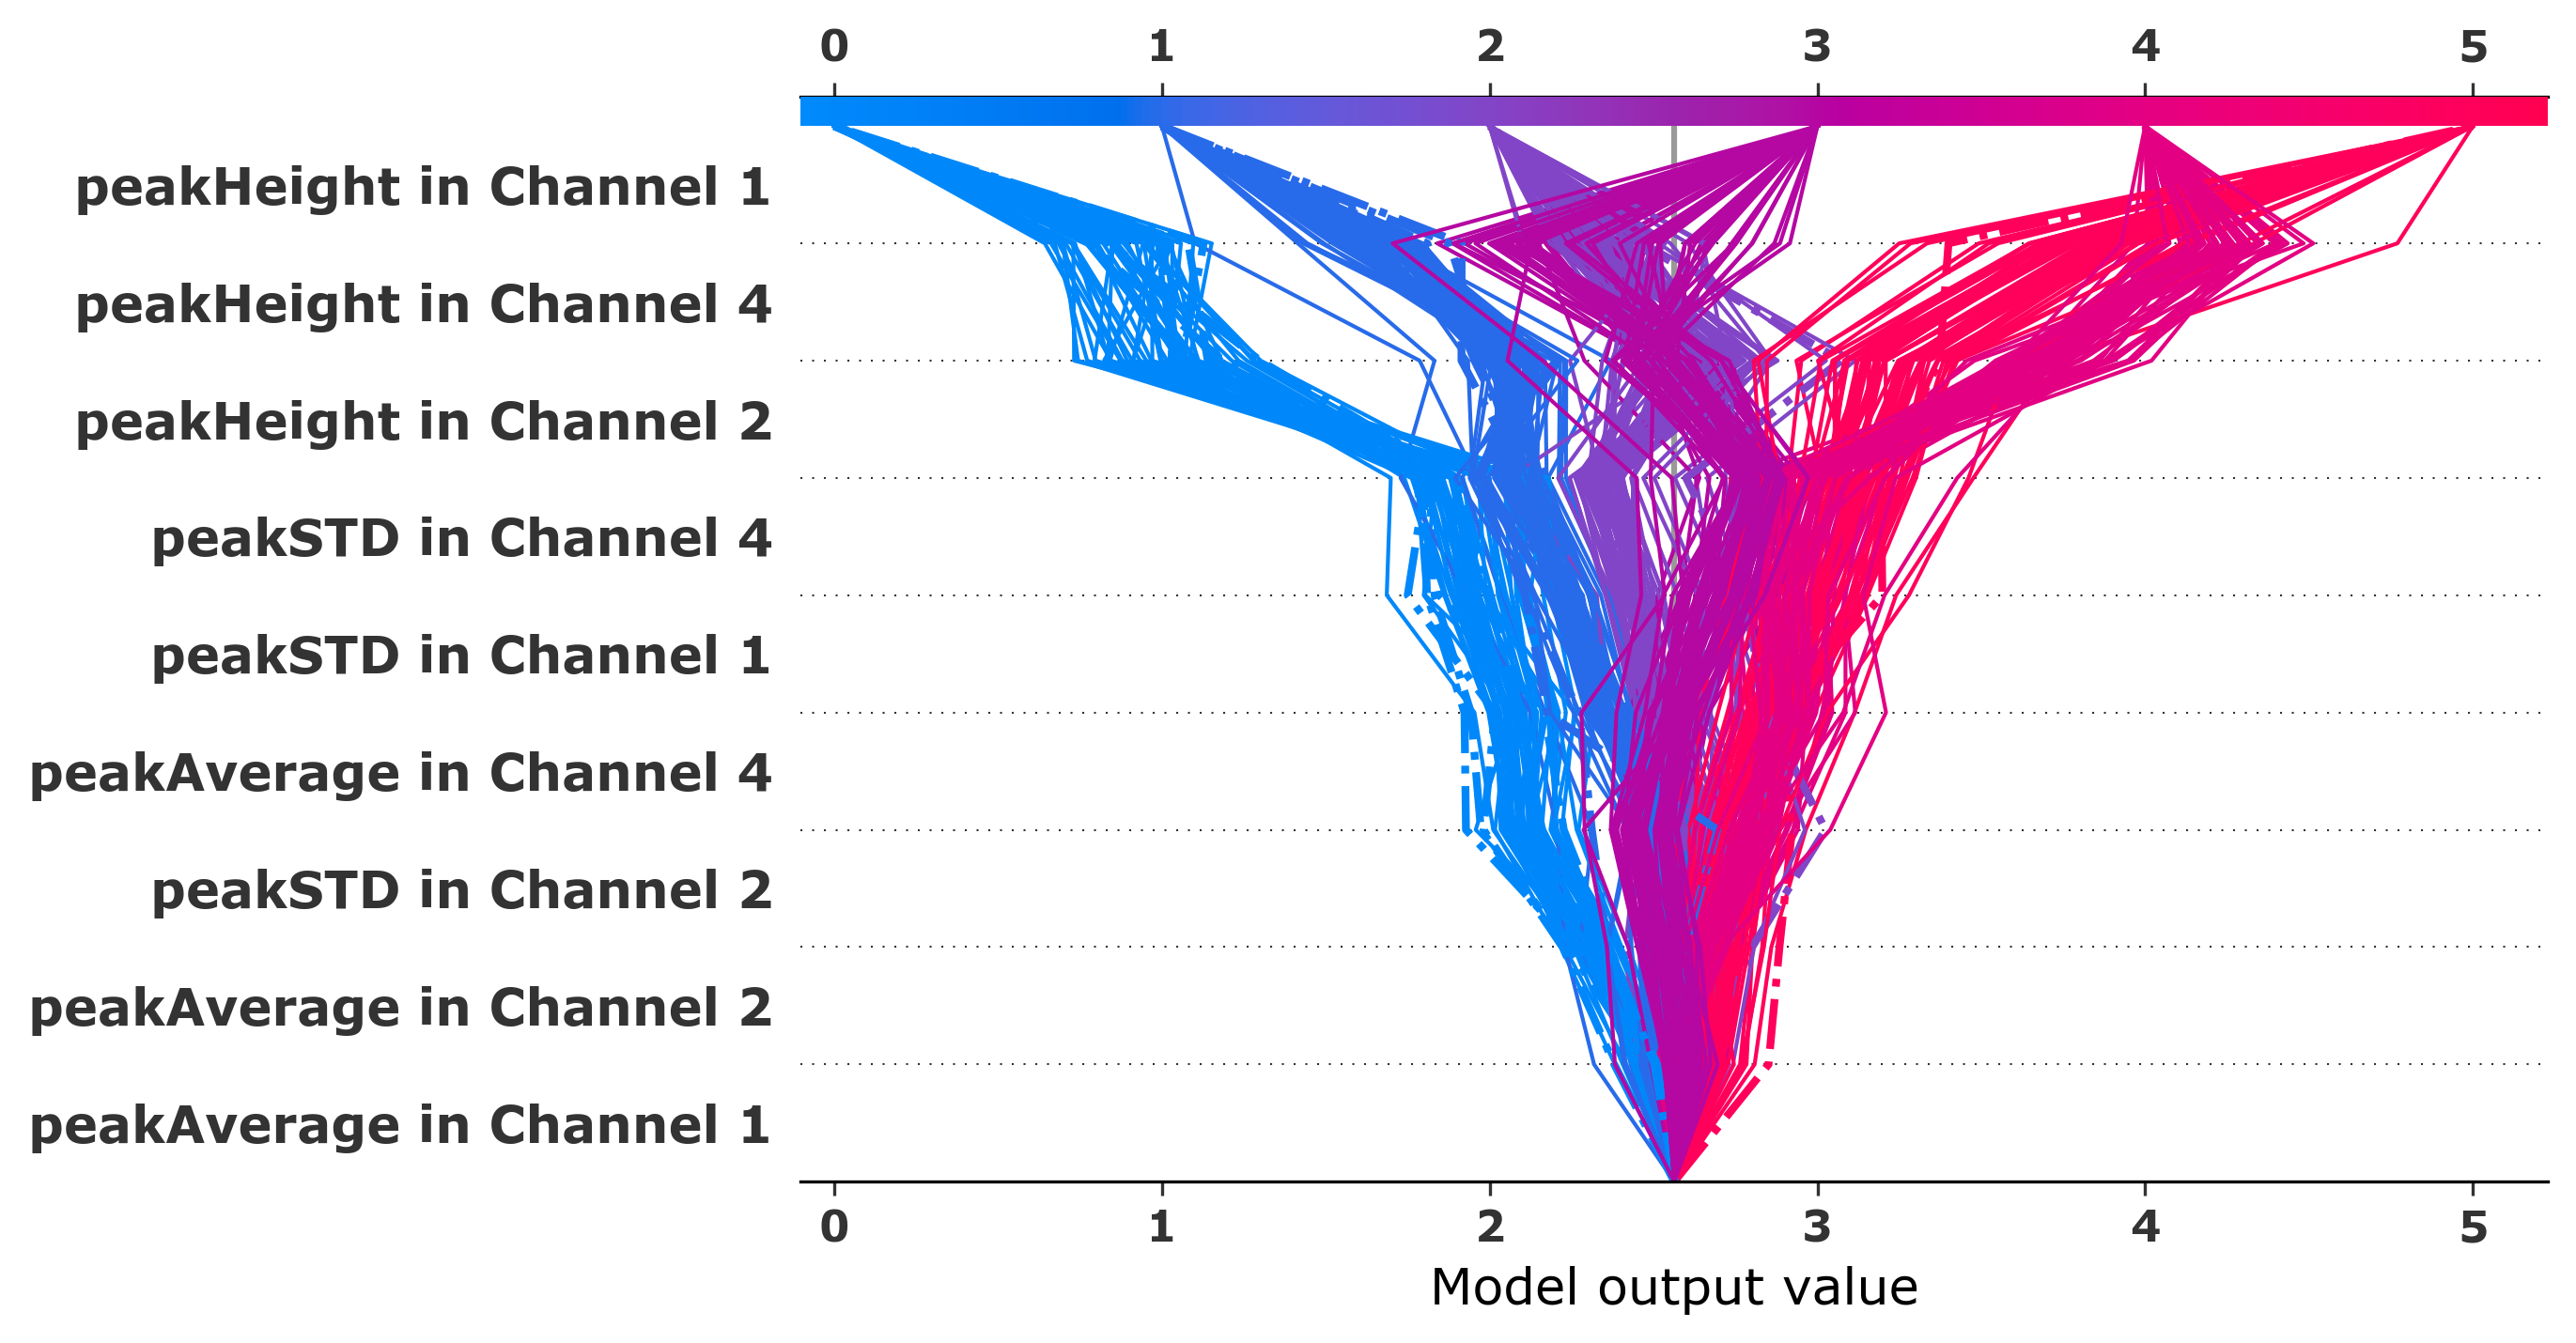 0 1 2 3 4 5
peakHeight in Channel 1
peakHeight in Channel 4
peakHeight in Channel 2
peakSTD in Channel 4
peakSTD in Channel 1
peakAverage in Channel 4
peakSTD in Channel 2
peakAverage in Channel 2
peakAverage in Channel 1
0 1 2 3 4 5
Model output value